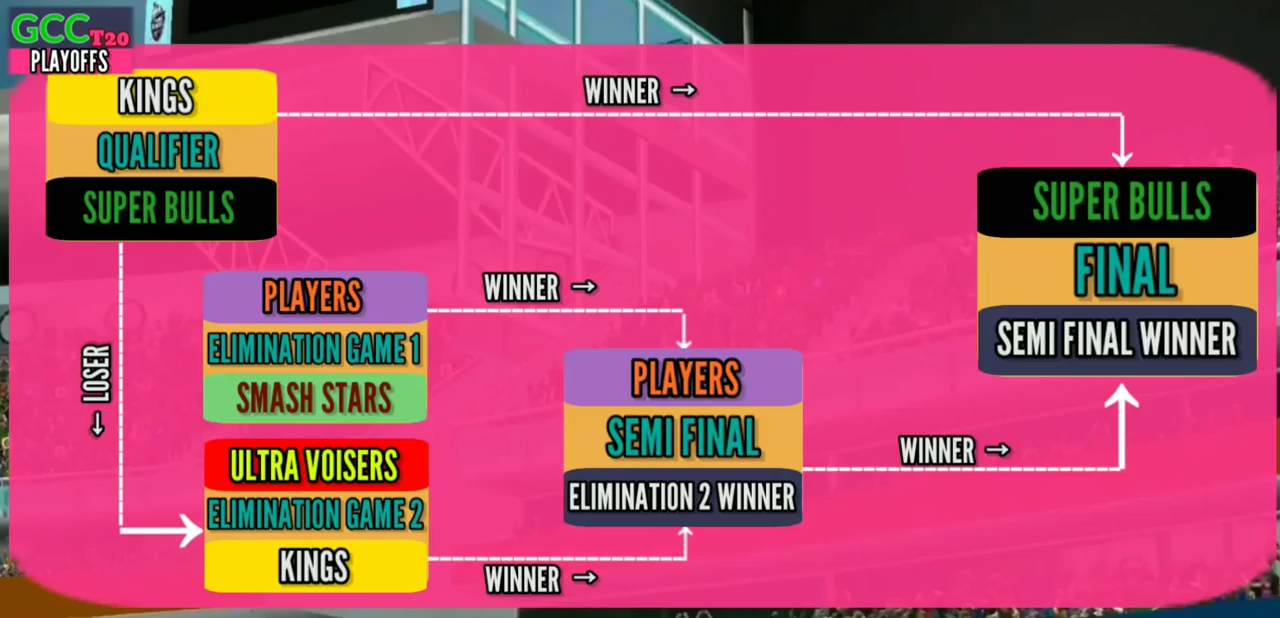 GCC T20
PLAYOFFS
KINGS
QUALIFIER
SUPER BULLS
WINNER →
LOSER →
PLAYERS
ELIMINATION GAME 1
SMASH STARS
WINNER →
ULTRA VOISERS
ELIMINATION GAME 2
KINGS
WINNER →
PLAYERS
SEMI FINAL
ELIMINATION 2 WINNER
WINNER →
SUPER BULLS
FINAL
SEMI FINAL WINNER